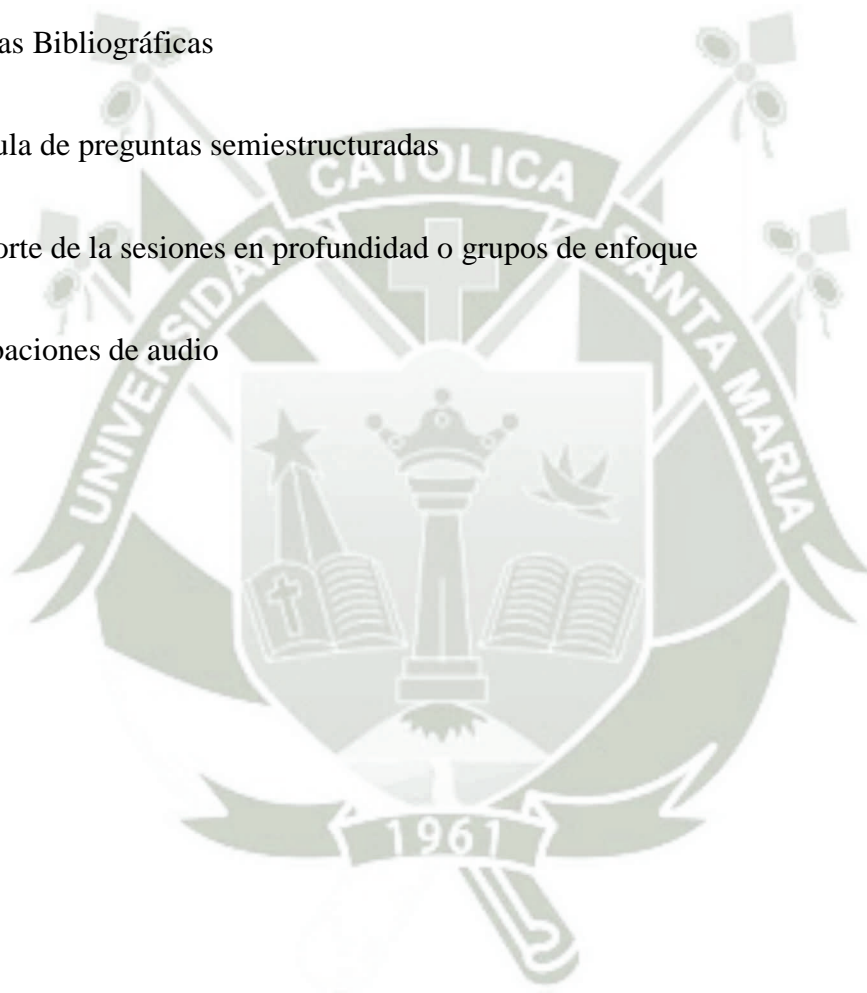 as Bibliográficas
ula de preguntas semiestructuradas
orte de la sesiones en profundidad o grupos de enfoque
baciones de audio
UNIVERSIDAD CATOLICA SANTA MARIA
1961